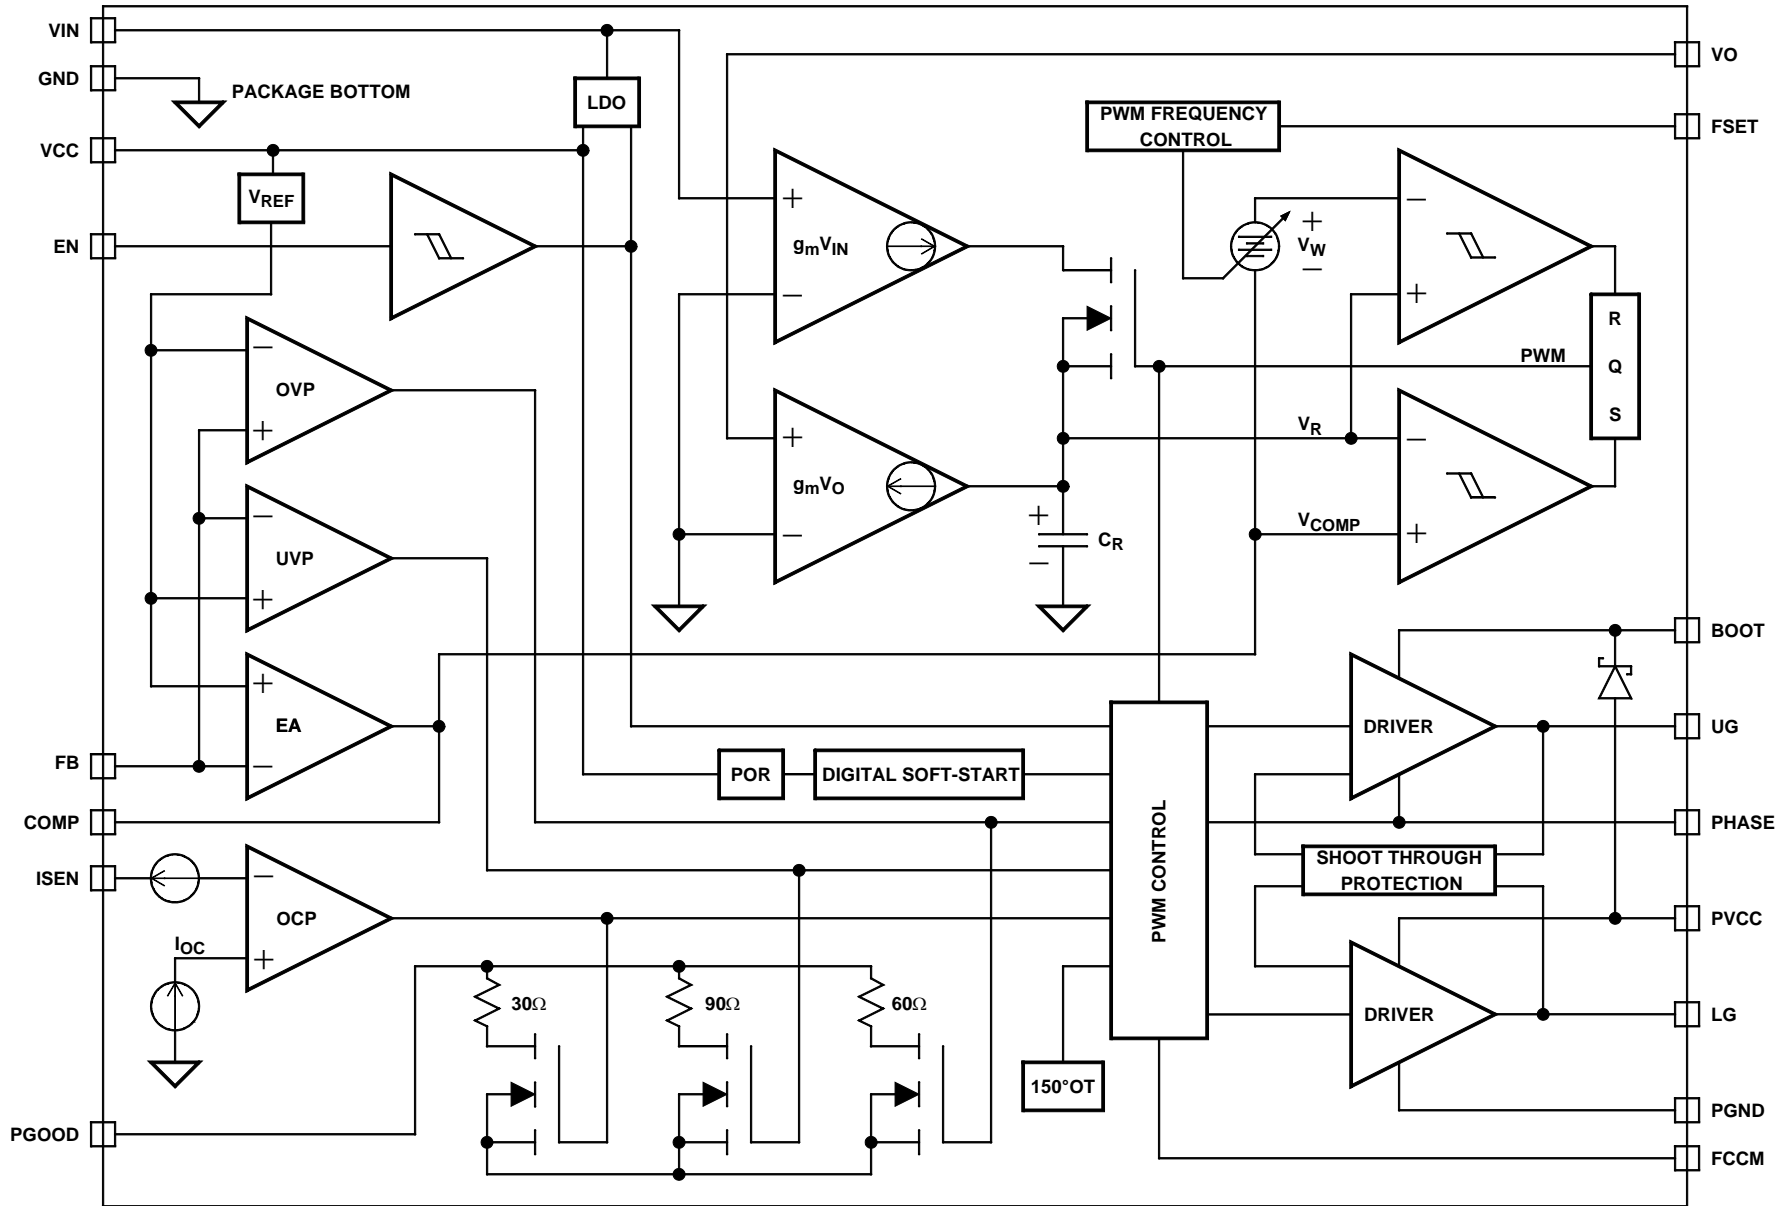 VIN
VO
GND
PACKAGE BOTTOM
LDO
PWM FREQUENCY
CONTROL
FSET
VCC
VREF
EN
gmVIN
+
−
+
VW
−
−
+
OVP
−
+
PWM
R
Q
S
gmVO
+
−
VR
VCOMP
−
+
+
CR
−
UVP
−
+
EA
+
−
FB
COMP
ISEN
OCP
−
+
IOC
BOOT
DRIVER
UG
POR
DIGITAL SOFT-START
PWM CONTROL
PHASE
SHOOT THROUGH
PROTECTION
PVCC
30Ω
90Ω
60Ω
DRIVER
LG
150°OT
PGOOD
PGND
FCCM